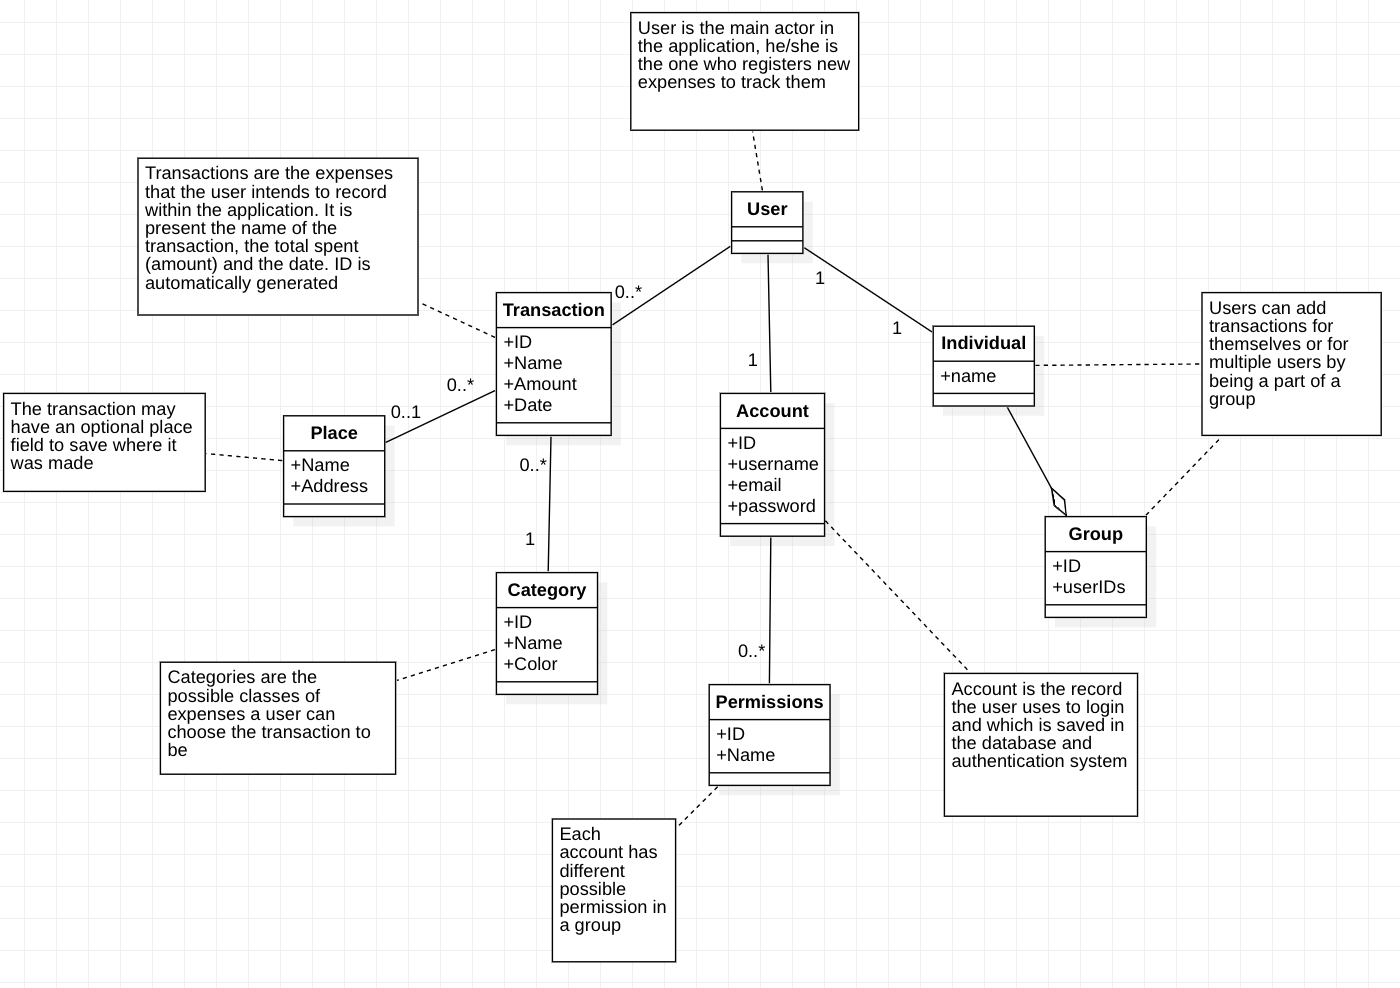 User is the main actor in
the application, he/she is
the one who registers new
expenses to track them
Transactions are the expenses
that the user intends to record
within the application. It is
present the name of the
transaction, the total spent
(amount) and the date. ID is
automatically generated
User
0..*
1
1
1
Transaction
+ID
+Name
+Amount
+Date
Individual
+name
Users can add
transactions for
themselves or for
multiple users by
being a part of a
group
The transaction may
have an optional place
field to save where it
was made
0..1
0..*
Place
+Name
+Address
Account
+ID
+username
+email
+password
0..*
1
Group
+ID
+userIDs
Category
+ID
+Name
+Color
Categories are the
possible classes of
expenses a user can
choose the transaction to
be
0..*
Permissions
+ID
+Name
Account is the record
the user uses to login
and which is saved in
the database and
authentication system
Each
account has
different
possible
permission in
a group